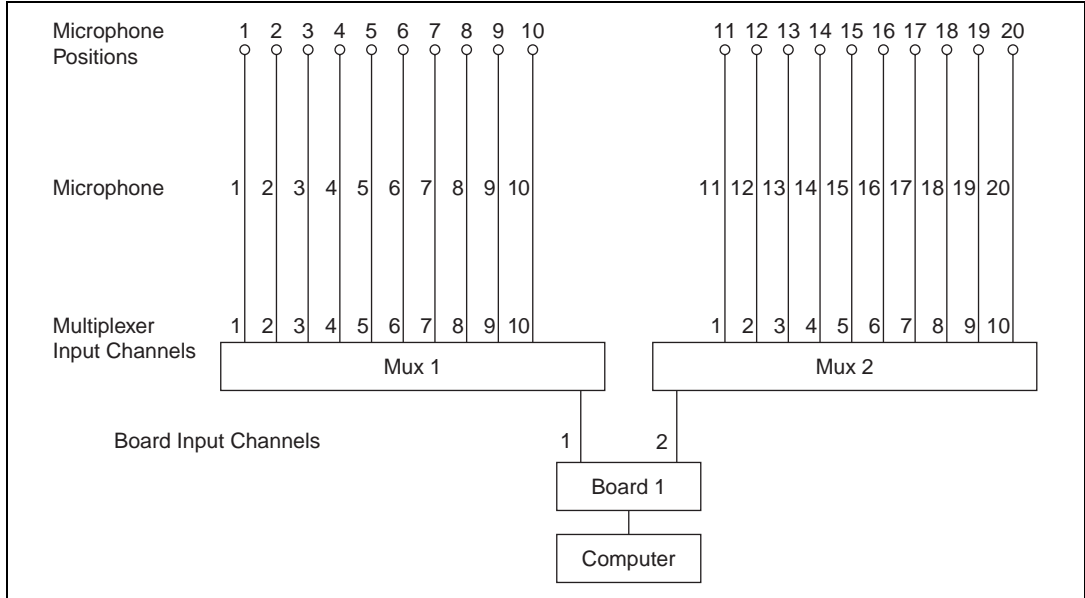 Microphone Positions
1 2 3 4 5 6 7 8 9 10 11 12 13 14 15 16 17 18 19 20
Microphone
1 2 3 4 5 6 7 8 9 10 11 12 13 14 15 16 17 18 19 20
Multiplexer
Input Channels
1 2 3 4 5 6 7 8 9 10 1 2 3 4 5 6 7 8 9 10
Mux 1
Mux 2
Board Input Channels
1 2
Board 1
Computer